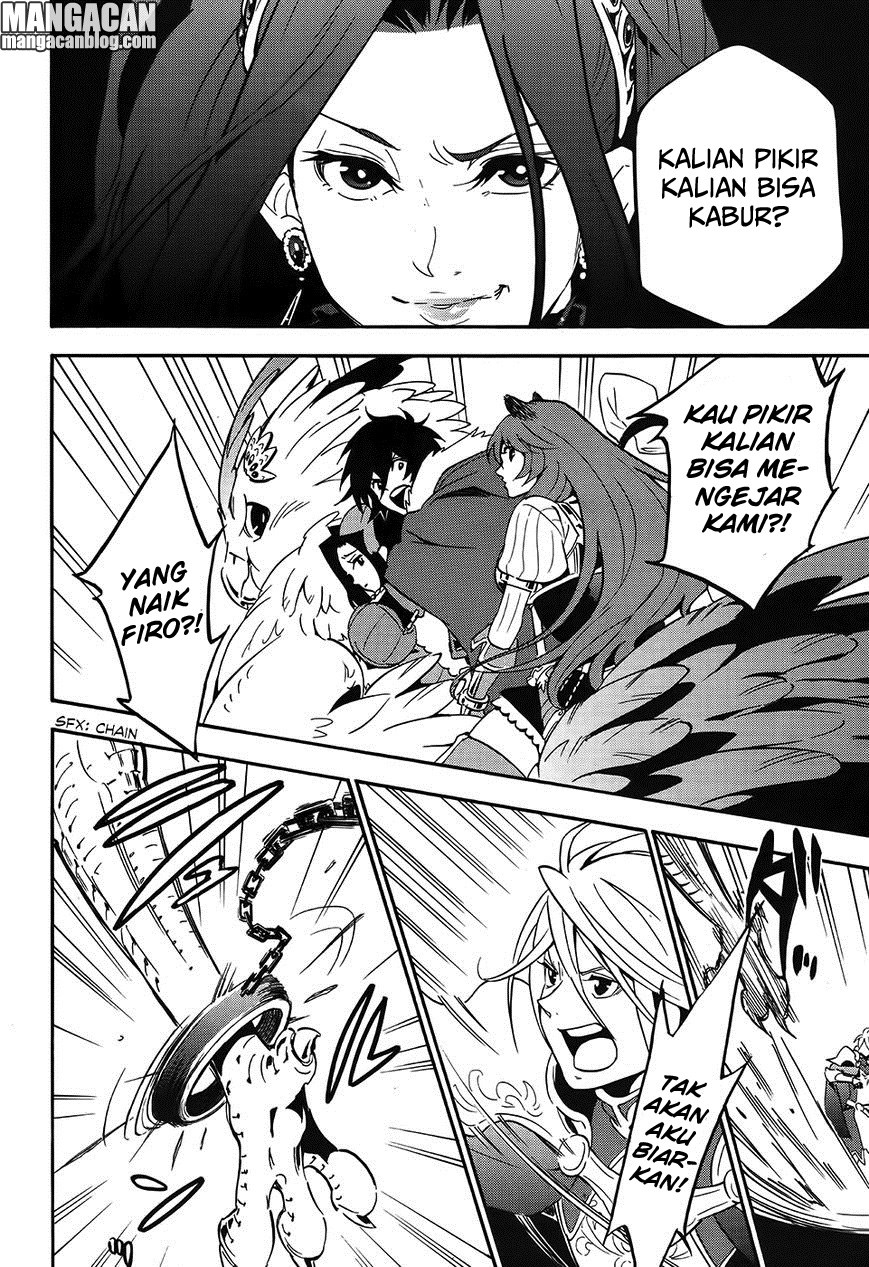 MANGACAN
mangacanblog.com
KALIAN PIKIR
KALIAN BISA
KABUR?
KAU PIKIR
KALIAN
BISA ME-
NGEJAR
KAMI?!
YANG
NAIK
FIRO?!
SFX: CHAIN
TAK
AKAN
AKU
BIAR-
KAN!